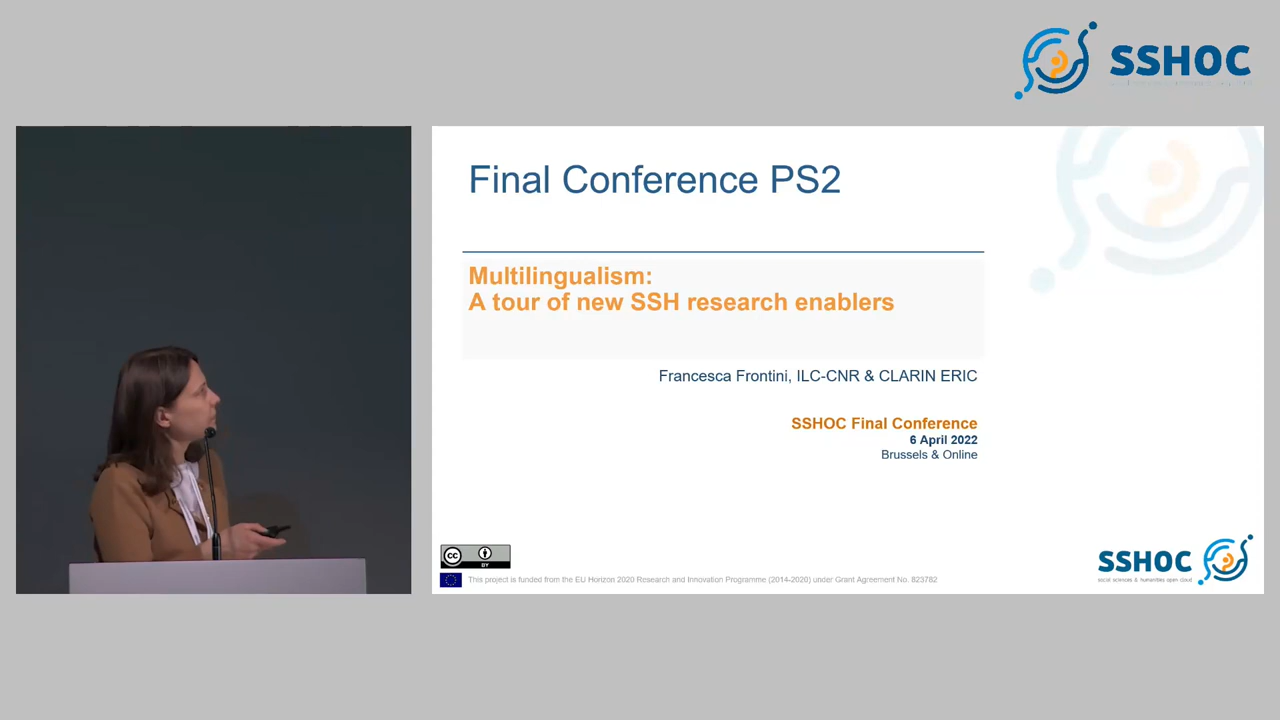 SSHOC
Final Conference PS2
Multilingualism:
A tour of new SSH research enablers
Francesca Frontini, ILC-CNR & CLARIN ERIC
SSHOC Final Conference
6 April 2022
Brussels & Online
CC
BY
This project is funded from the EU Horizon 2020 Research and Innovation Programme (2014-2020) under Grant Agreement No. 823782
SSHOC
social sciences & humanities open cloud